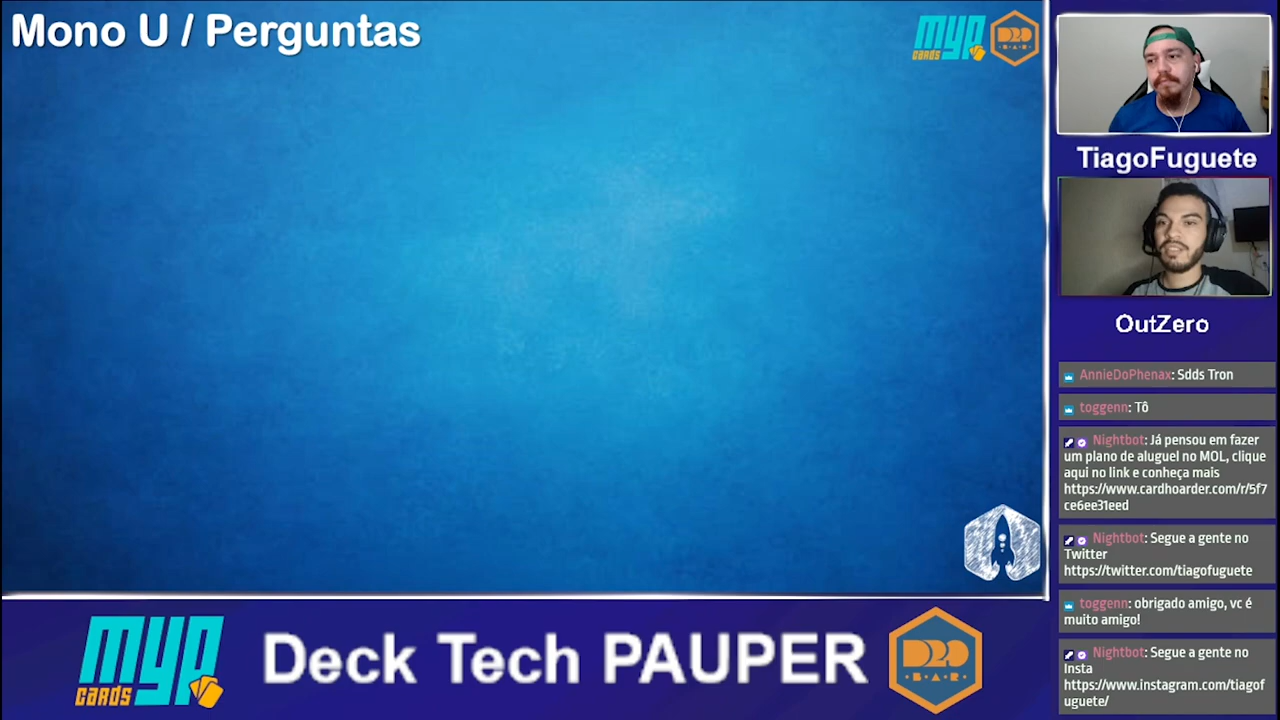 Mono U / Perguntas
myp
CARDS
D20
BAR
TiagoFuguete
OutZero
AnnieDoPhenax: Sdds Tron
toggenn: Tô
Nightbot: Já pensou em fazer
um plano de aluguel no MOL, clique
aqui no link e conheça mais
https://www.cardhoarder.com/r/5f7
ce6ee31eed
Nightbot: Segue a gente no
Twitter
https://twitter.com/tiagofuguete
toggenn: obrigado amigo, vc é
muito amigo!
Nightbot: Segue a gente no
Insta
https://www.instagram.com/tiagof
uguete/
myp
CARDS
Deck Tech PAUPER
D20
BAR